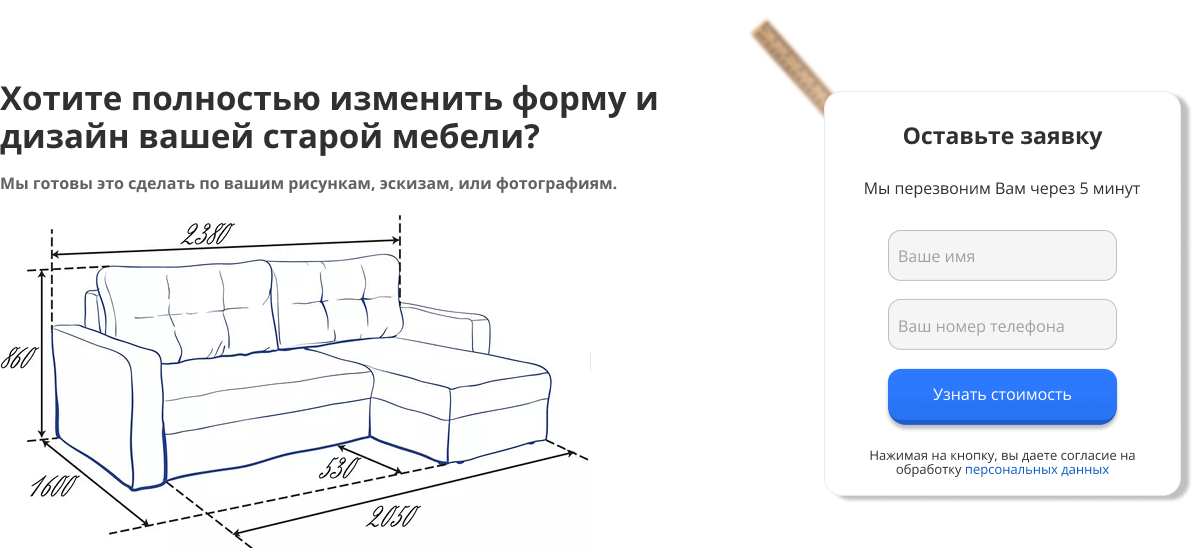 Хотите полностью изменить форму и
дизайн вашей старой мебели?
Мы готовы это сделать по вашим рисункам, эскизам, или фотографиям.
2380
860
1600
530
2050
Оставьте заявку
Мы перезвоним Вам через 5 минут
Ваше имя
Ваш номер телефона
Узнать стоимость
Нажимая на кнопку, вы даете согласие на
обработку персональных данных